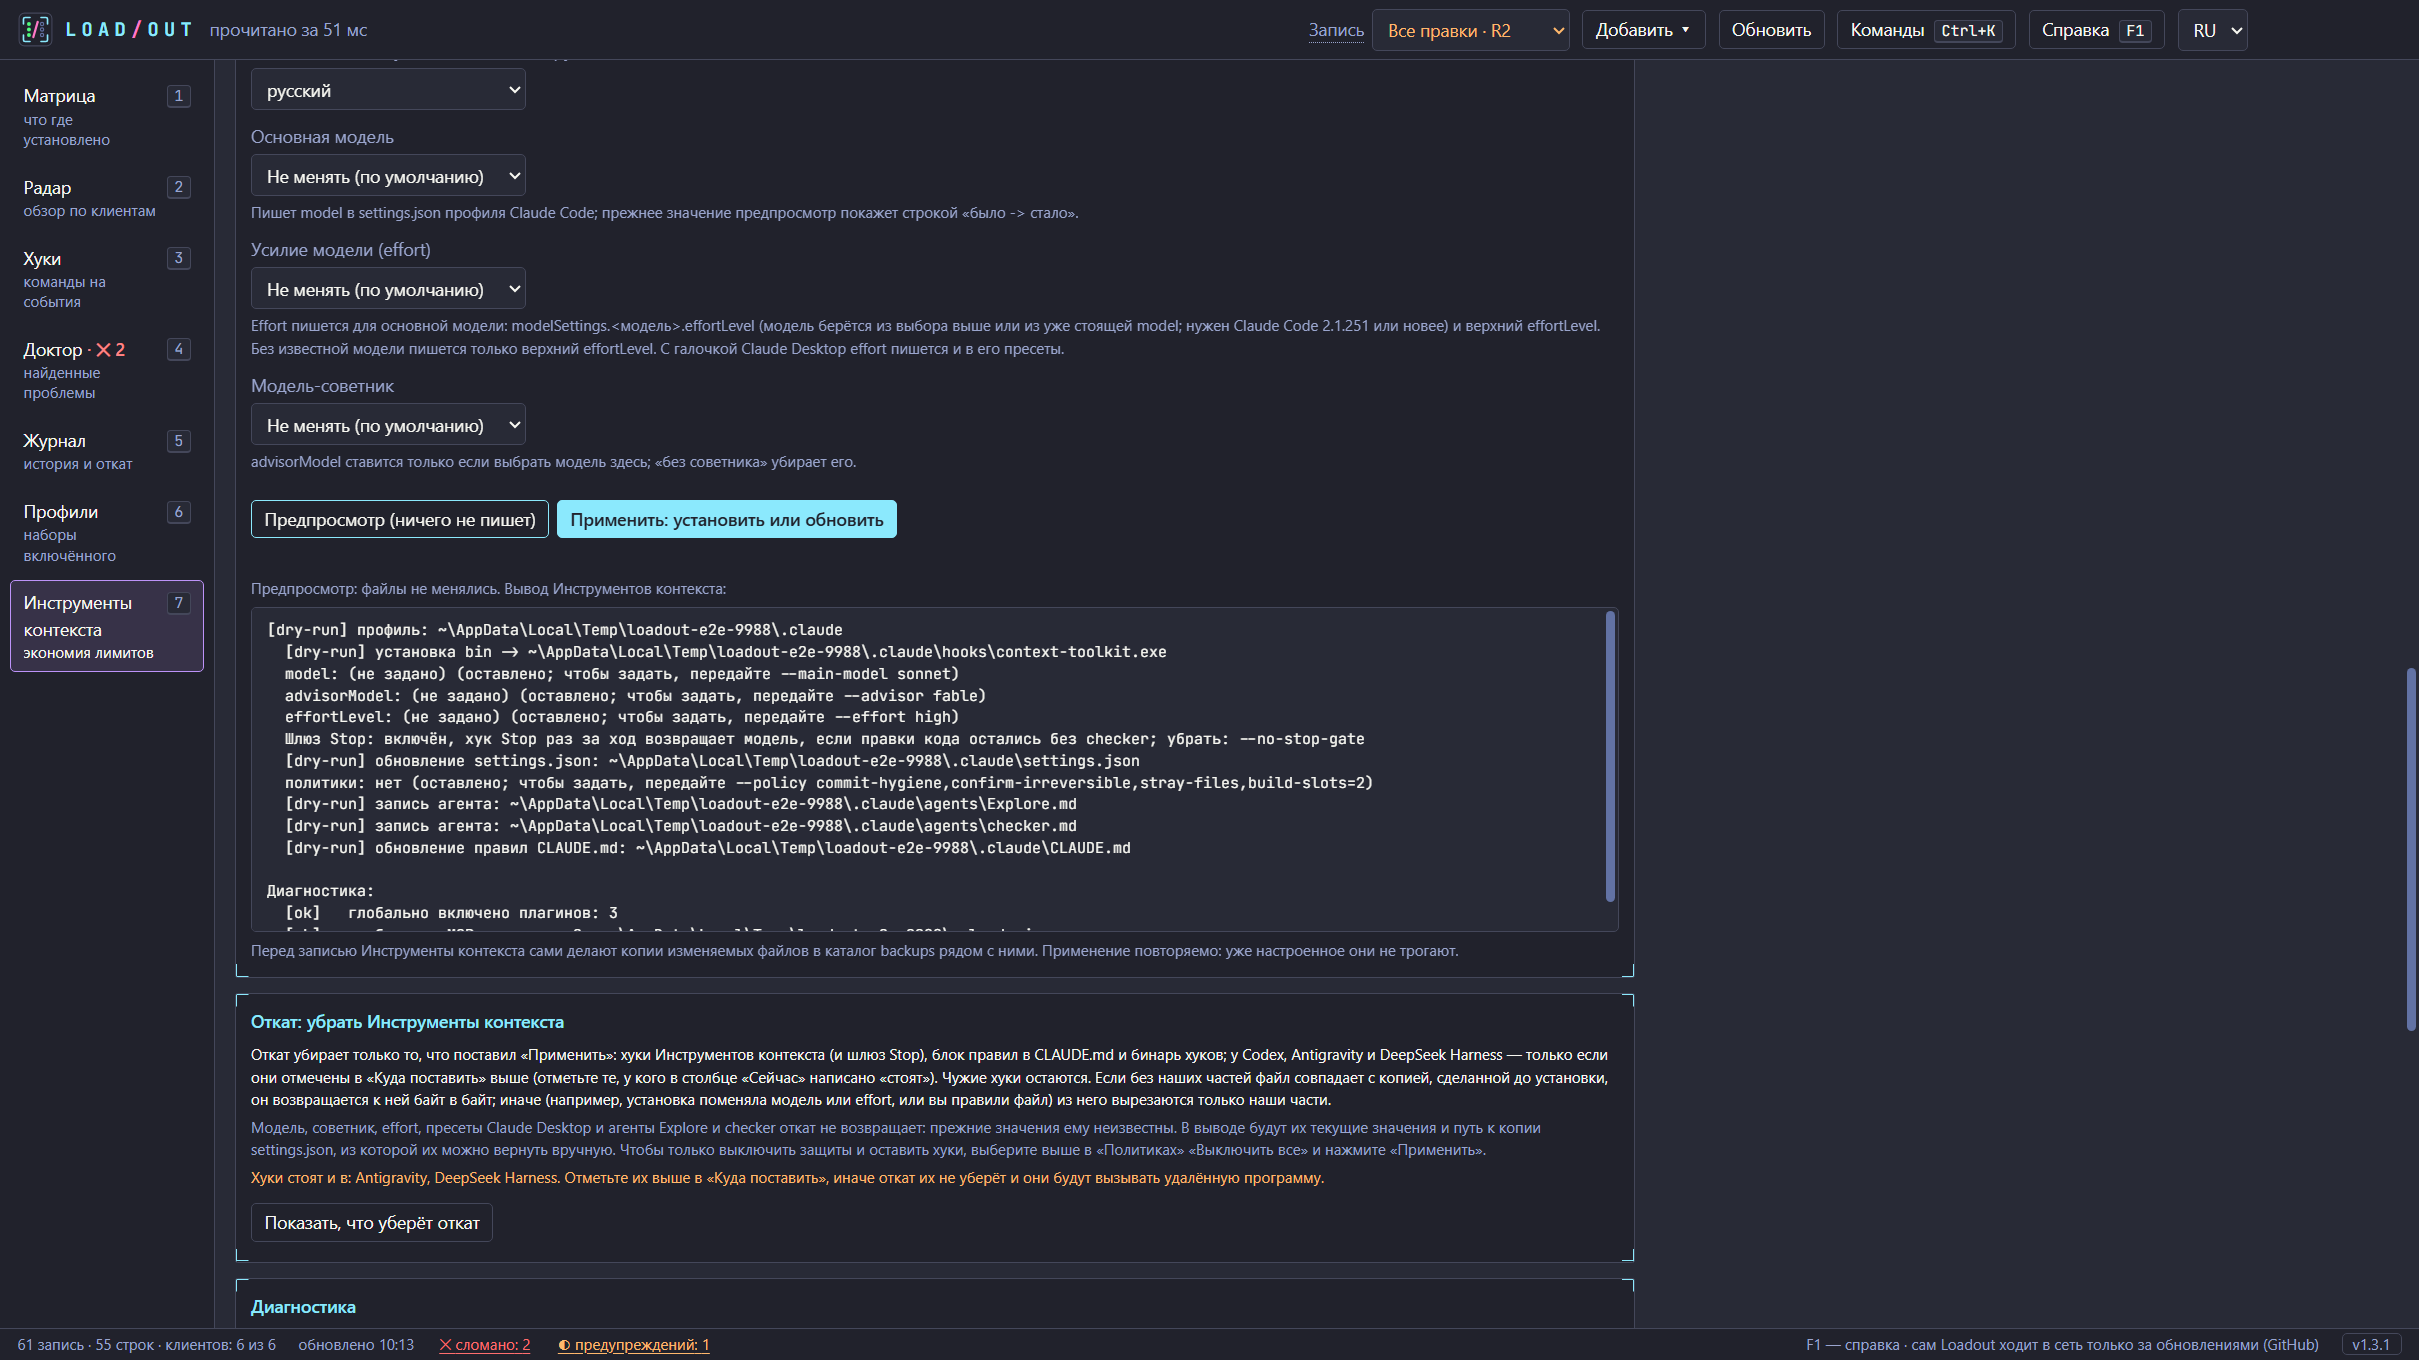 LOAD/OUT прочитано за 51 мс
Запись Все правки · R2 Добавить ▼ Обновить Команды Ctrl+K Справка F1 RU
Матрица 1
что где
установлено
Радар 2
обзор по клиентам
Хуки 3
команды на
события
Доктор · ✕ 2 4
найденные
проблемы
Журнал 5
история и откат
Профили 6
наборы
включённого
Инструменты 7
контекста
экономия лимитов
русский
Основная модель
Не менять (по умолчанию)
Пишет model в settings.json профиля Claude Code; прежнее значение предпросмотр покажет строкой «было -> стало».
Усилие модели (effort)
Не менять (по умолчанию)
Effort пишется для основной модели: modelSettings.<модель>.effortLevel (модель берётся из выбора выше или из уже стоящей model; нужен Claude Code 2.1.251 или новее) и верхний effortLevel.
Без известной модели пишется только верхний effortLevel. С галочкой Claude Desktop effort пишется и в его пресеты.
Модель-советник
Не менять (по умолчанию)
advisorModel ставится только если выбрать модель здесь; «без советника» убирает его.
Предпросмотр (ничего не пишет) Применить: установить или обновить
Предпросмотр: файлы не менялись. Вывод Инструментов контекста:
[dry-run] профиль: ~\AppData\Local\Temp\loadout-e2e-9988\.claude
[dry-run] установка bin -> ~\AppData\Local\Temp\loadout-e2e-9988\.claude\hooks\context-toolkit.exe
model: (не задано) (оставлено; чтобы задать, передайте --main-model sonnet)
advisorModel: (не задано) (оставлено; чтобы задать, передайте --advisor fable)
effortLevel: (не задано) (оставлено; чтобы задать, передайте --effort high)
Шлюз Stop: включён, хук Stop раз за ход возвращает модель, если правки кода остались без checker; убрать: --no-stop-gate
[dry-run] обновление settings.json: ~\AppData\Local\Temp\loadout-e2e-9988\.claude\settings.json
политики: нет (оставлено; чтобы задать, передайте --policy commit-hygiene,confirm-irreversible,stray-files,build-slots=2)
[dry-run] запись агента: ~\AppData\Local\Temp\loadout-e2e-9988\.claude\agents\Explore.md
[dry-run] запись агента: ~\AppData\Local\Temp\loadout-e2e-9988\.claude\agents\checker.md
[dry-run] обновление правил CLAUDE.md: ~\AppData\Local\Temp\loadout-e2e-9988\.claude\CLAUDE.md
Диагностика:
[ok] глобально включено плагинов: 3
Перед записью Инструменты контекста сами делают копии изменяемых файлов в каталог backups рядом с ними. Применение повторяемо: уже настроенное они не трогают.
Откат: убрать Инструменты контекста
Откат убирает только то, что поставил «Применить»: хуки Инструментов контекста (и шлюз Stop), блок правил в CLAUDE.md и бинарь хуков; у Codex, Antigravity и DeepSeek Harness — только если
они отмечены в «Куда поставить» выше (отметьте те, у кого в столбце «Сейчас» написано «стоят»). Чужие хуки остаются. Если без наших частей файл совпадает с копией, сделанной до установки,
он возвращается к ней байт в байт; иначе (например, установка поменяла модель или effort, или вы правили файл) из него вырезаются только наши части.
Модель, советник, effort, пресеты Claude Desktop и агенты Explore и checker откат не возвращает: прежние значения ему неизвестны. В выводе будут их текущие значения и путь к копии
settings.json, из которой их можно вернуть вручную. Чтобы только выключить защиты и оставить хуки, выберите выше в «Политиках» «Выключить все» и нажмите «Применить».
Хуки стоят и в: Antigravity, DeepSeek Harness. Отметьте их выше в «Куда поставить», иначе откат их не уберёт и они будут вызывать удалённую программу.
Показать, что уберёт откат
Диагностика
61 запись · 55 строк · клиентов: 6 из 6 обновлено 10:13 ✕ сломано: 2 ◐ предупреждений: 1
F1 — справка · сам Loadout ходит в сеть только за обновлениями (GitHub) v1.3.1